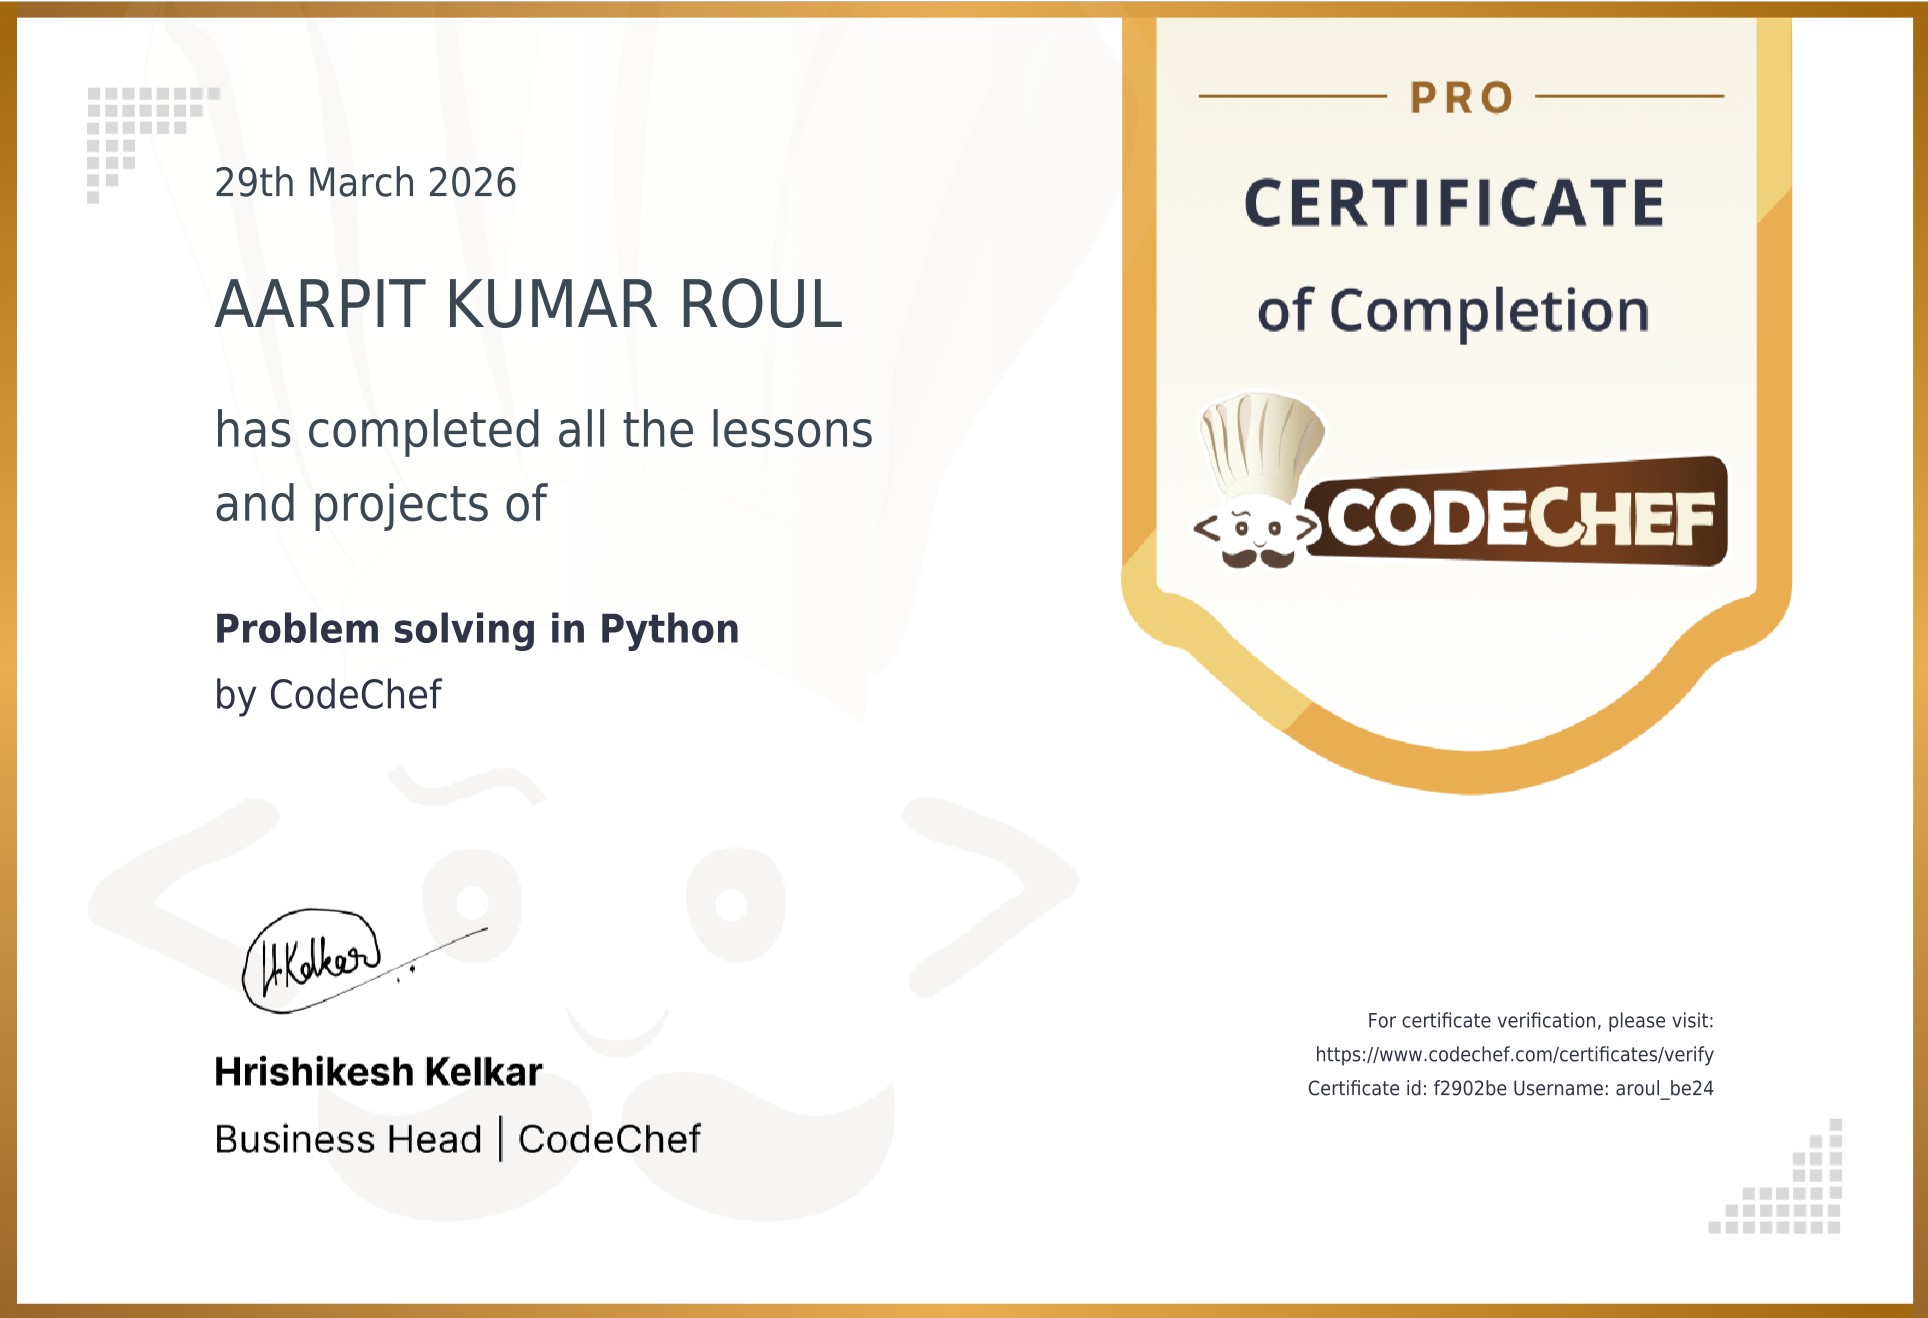 29th March 2026
AARPIT KUMAR ROUL
has completed all the lessons
and projects of
Problem solving in Python
by CodeChef
HKelkar
Hrishikesh Kelkar
Business Head | CodeChef
PRO
CERTIFICATE
of Completion
CODECHEF
For certificate verification, please visit:
https://www.codechef.com/certificates/verify
Certificate id: f2902be Username: aroul_be24